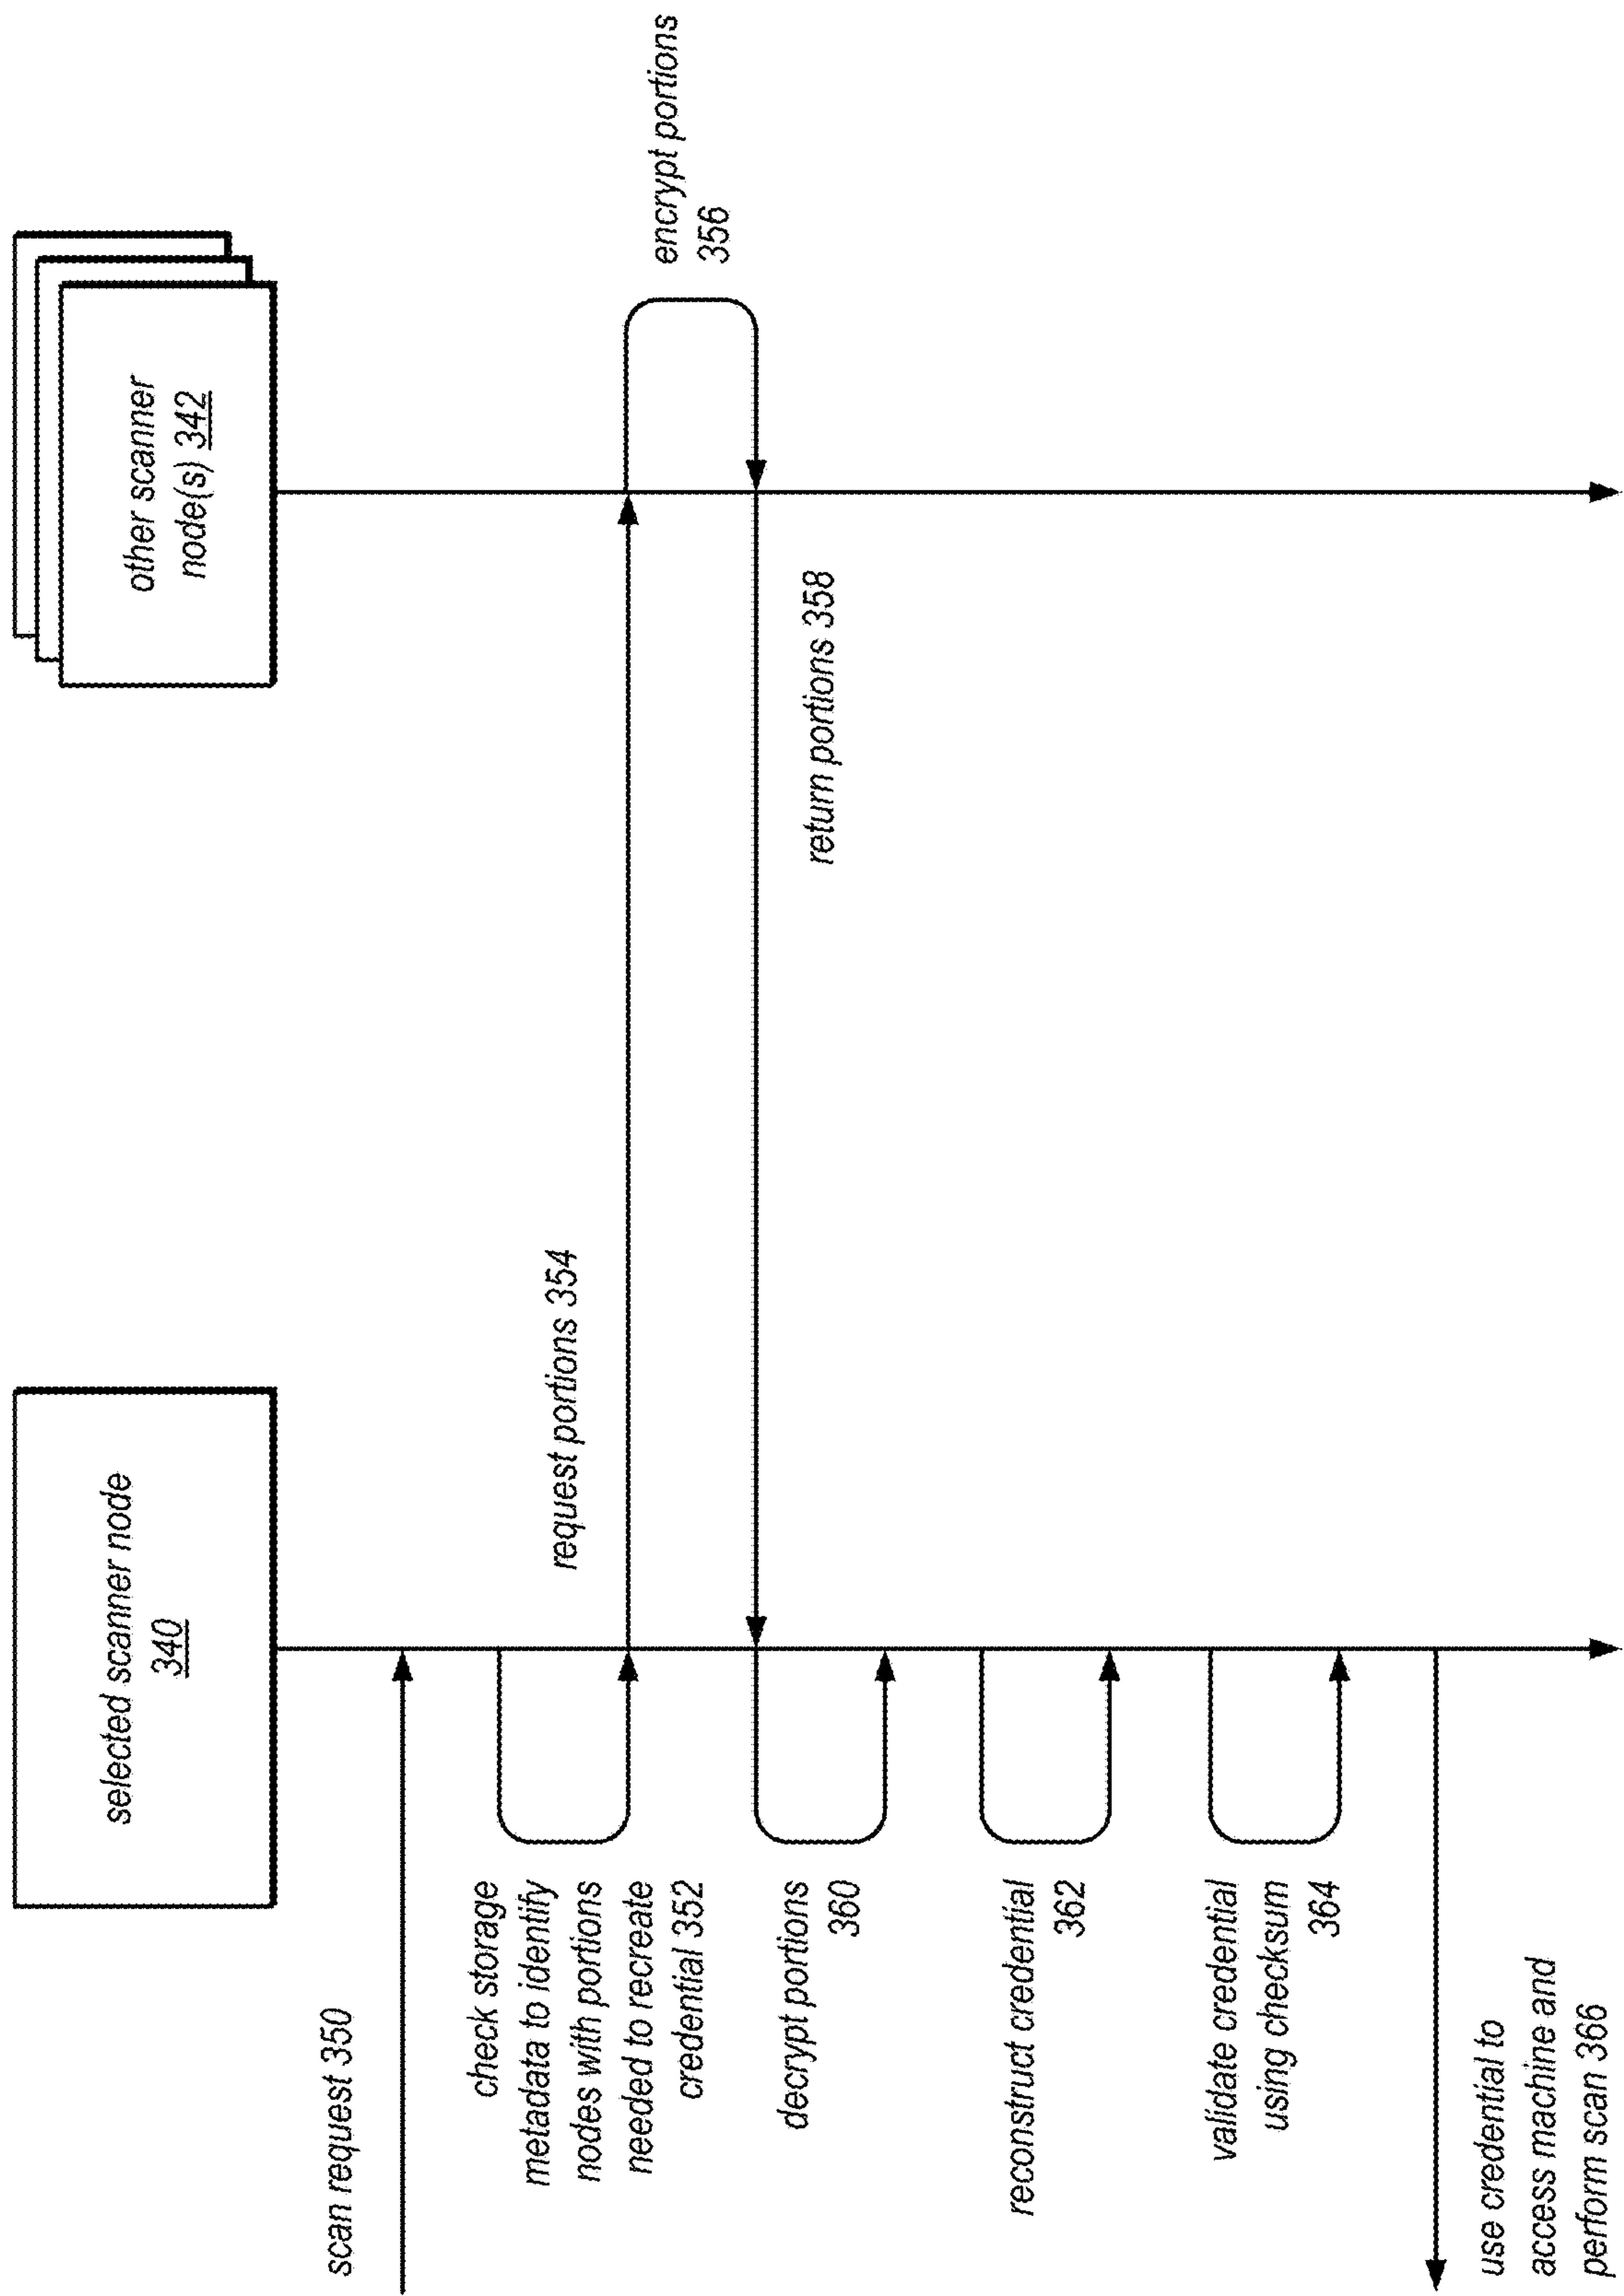 selected scanner node
340
other scanner
node(s) 342
scan request 350
check storage
metadata to identify
nodes with portions
needed to recreate
credential 352
request portions 354
encrypt portions
356
return portions 358
decrypt portions
360
reconstruct credential
362
validate credential
using checksum
364
use credential to
access machine and
perform scan 366